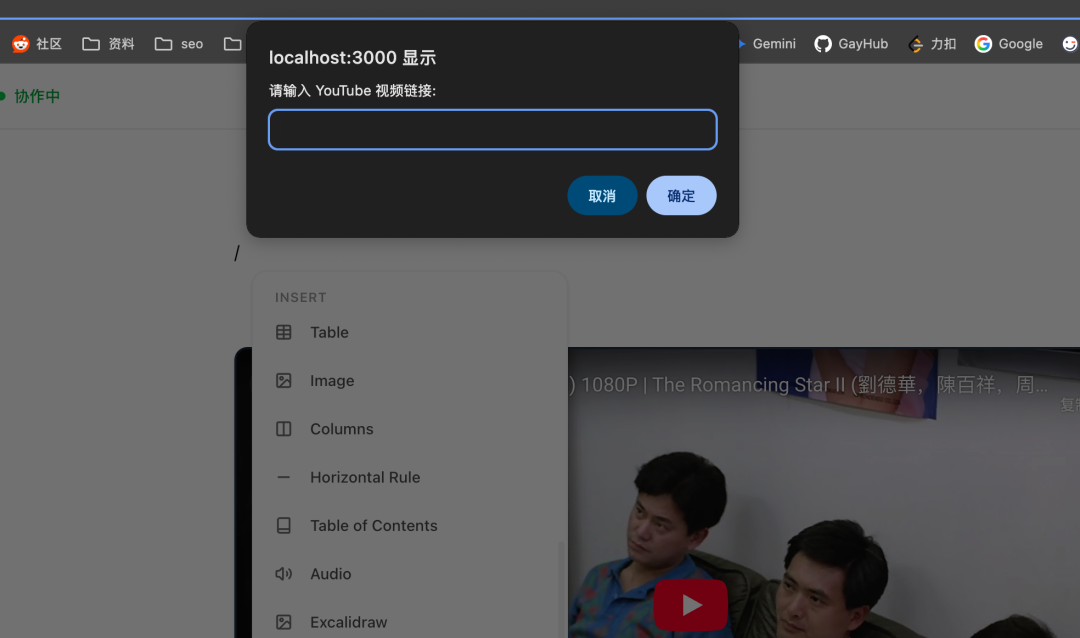 社区
资料
seo
Gemini
GayHub
力扣
Google
localhost:3000 显示
请输入 YouTube 视频链接:
取消
确定
协作中
/
INSERT
Table
Image
Columns
Horizontal Rule
Table of Contents
Audio
Excalidraw
) 1080P | The Romancing Star II (劉德華，陳百祥，周…